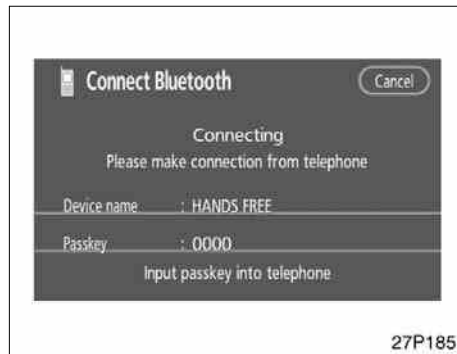 Connect Bluetooth Cancel
Connecting
Please make connection from telephone
Device name : HANDS FREE
Passkey : 0000
Input passkey into telephone
27P185